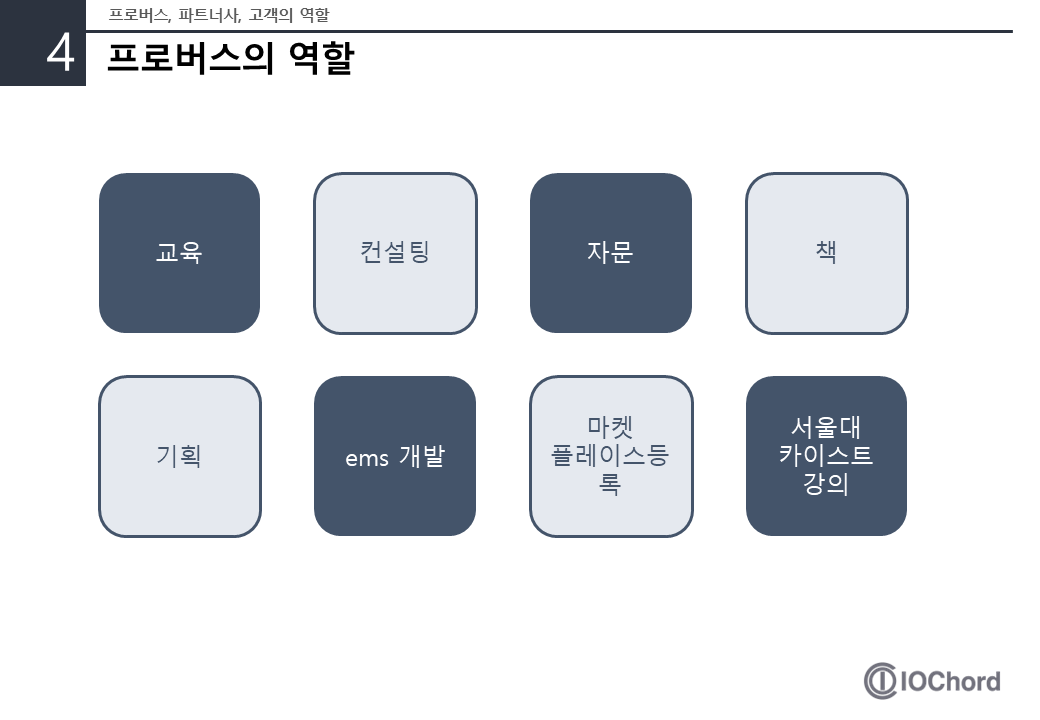 프로버스, 파트너사, 고객의 역할
4
프로버스의 역할
교육
컨설팅
자문
책
기획
ems 개발
마켓
플레이스등
록
서울대
카이스트
강의
IOChord